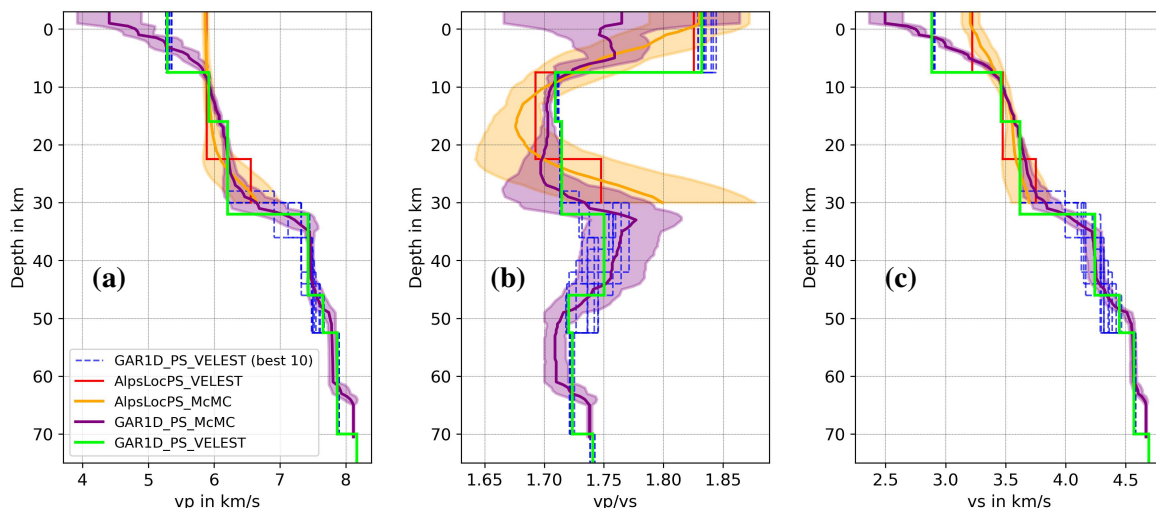 0
10
20
30
40
50
60
70
Depth in km
4
5
6
7
8
vp in km/s
(a)
GAR1D_PS_VELEST (best 10)
AlpsLocPS_VELEST
AlpsLocPS_McMC
GAR1D_PS_McMC
GAR1D_PS_VELEST
0
10
20
30
40
50
60
70
Depth in km
1.65
1.70
1.75
1.80
1.85
vp/vs
(b)
0
10
20
30
40
50
60
70
Depth in km
2.5
3.0
3.5
4.0
4.5
vs in km/s
(c)